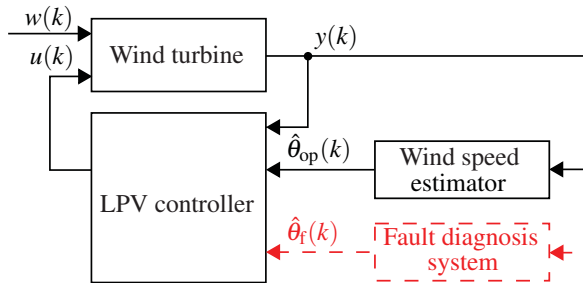 w(k)
u(k)
Wind turbine
y(k)
LPV controller
θ̂op(k)
Wind speed
estimator
θ̂f(k)
Fault diagnosis
system